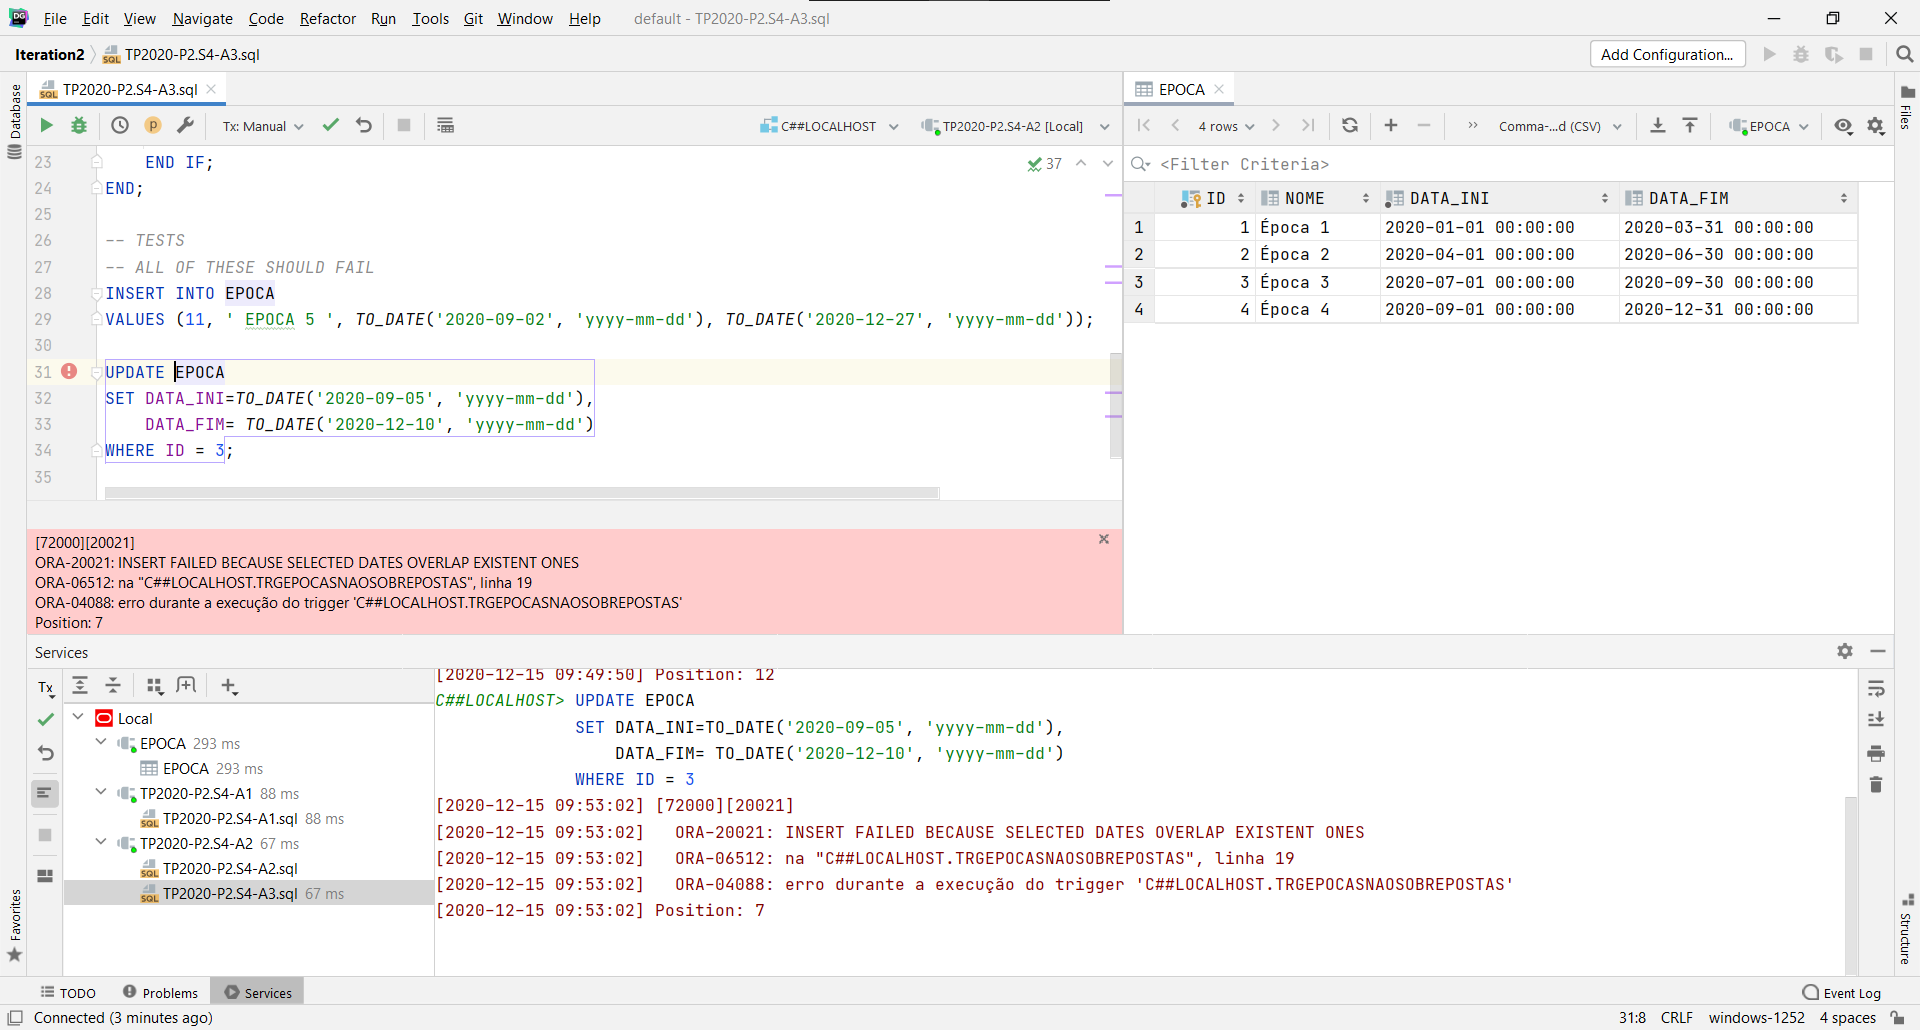 File Edit View Navigate Code Refactor Run Tools Git Window Help default - TP2020-P2.S4-A3.sql
Iteration2 TP2020-P2.S4-A3.sql Add Configuration...
TP2020-P2.S4-A3.sql
EPOCA
Database
Files
Tx: Manual C##LOCALHOST TP2020-P2.S4-A2 [Local]
4 rows Comma-...d (CSV) EPOCA
<Filter Criteria>
37
23 END IF;
24 END;
25
26 -- TESTS
27 -- ALL OF THESE SHOULD FAIL
28 INSERT INTO EPOCA
29 VALUES (11, ' EPOCA 5 ', TO_DATE('2020-09-02', 'yyyy-mm-dd'), TO_DATE('2020-12-27', 'yyyy-mm-dd'));
30
31 UPDATE EPOCA
32 SET DATA_INI=TO_DATE('2020-09-05', 'yyyy-mm-dd'),
33 DATA_FIM= TO_DATE('2020-12-10', 'yyyy-mm-dd')
34 WHERE ID = 3;
35
ID NOME DATA_INI DATA_FIM
1 1 Época 1 2020-01-01 00:00:00 2020-03-31 00:00:00
2 2 Época 2 2020-04-01 00:00:00 2020-06-30 00:00:00
3 3 Época 3 2020-07-01 00:00:00 2020-09-30 00:00:00
4 4 Época 4 2020-09-01 00:00:00 2020-12-31 00:00:00
[72000][20021]
ORA-20021: INSERT FAILED BECAUSE SELECTED DATES OVERLAP EXISTENT ONES
ORA-06512: na "C##LOCALHOST.TRGEPOCASNAOSOBREPOSTAS", linha 19
ORA-04088: erro durante a execução do trigger 'C##LOCALHOST.TRGEPOCASNAOSOBREPOSTAS'
Position: 7
Services
Tx
Local
EPOCA 293 ms
EPOCA 293 ms
TP2020-P2.S4-A1 88 ms
TP2020-P2.S4-A1.sql 88 ms
TP2020-P2.S4-A2 67 ms
TP2020-P2.S4-A2.sql
TP2020-P2.S4-A3.sql 67 ms
[2020-12-15 09:49:50] Position: 12
C##LOCALHOST> UPDATE EPOCA
SET DATA_INI=TO_DATE('2020-09-05', 'yyyy-mm-dd'),
DATA_FIM= TO_DATE('2020-12-10', 'yyyy-mm-dd')
WHERE ID = 3
[2020-12-15 09:53:02] [72000][20021]
[2020-12-15 09:53:02] ORA-20021: INSERT FAILED BECAUSE SELECTED DATES OVERLAP EXISTENT ONES
[2020-12-15 09:53:02] ORA-06512: na "C##LOCALHOST.TRGEPOCASNAOSOBREPOSTAS", linha 19
[2020-12-15 09:53:02] ORA-04088: erro durante a execução do trigger 'C##LOCALHOST.TRGEPOCASNAOSOBREPOSTAS'
[2020-12-15 09:53:02] Position: 7
Favorites
Structure
TODO Problems Services Event Log
Connected (3 minutes ago) 31:8 CRLF windows-1252 4 spaces